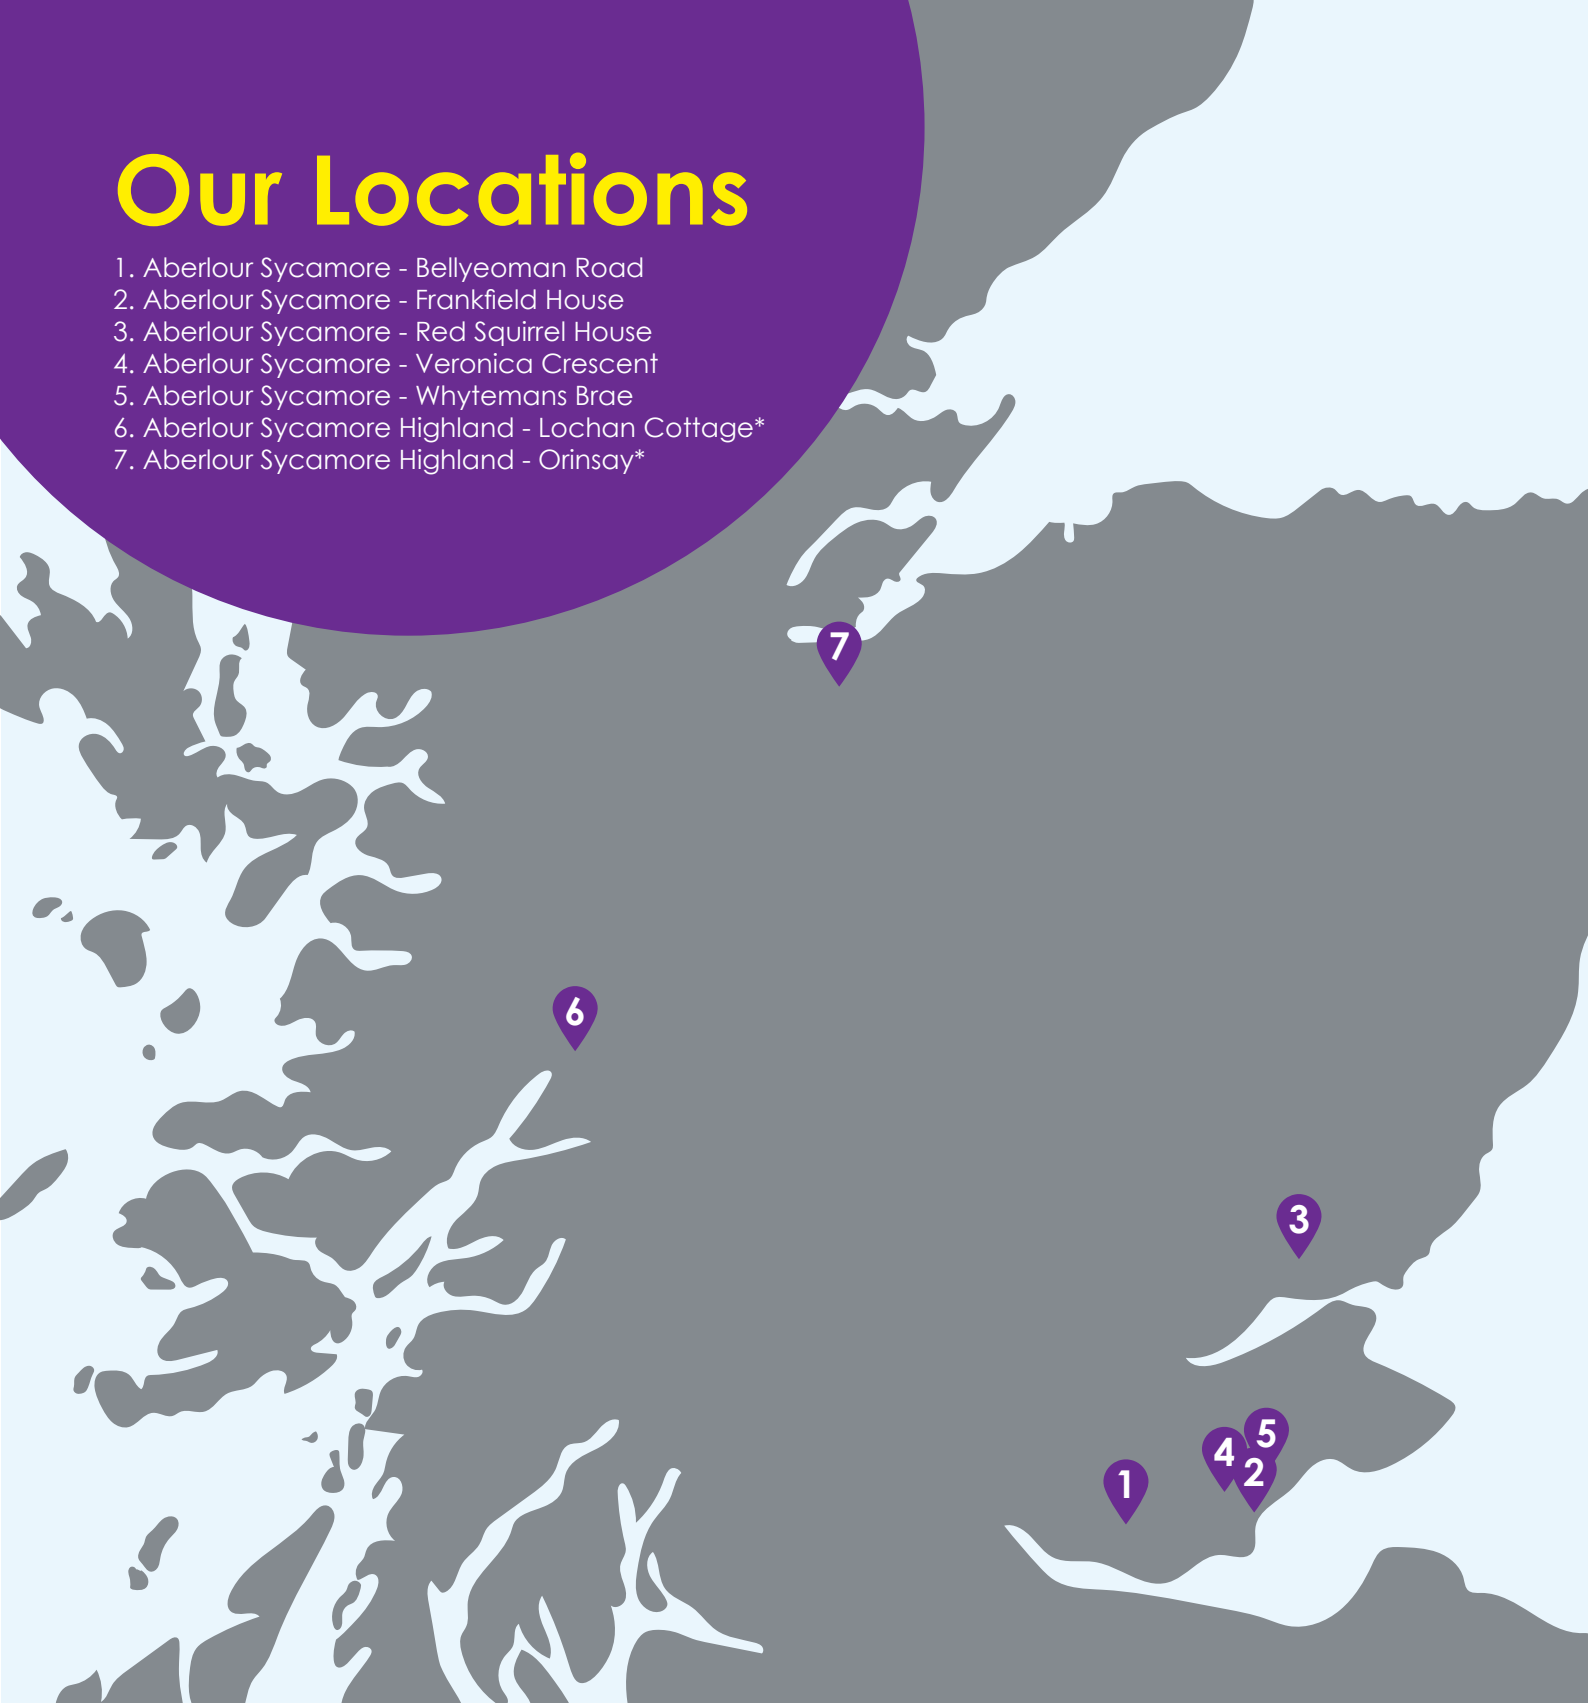 Our Locations
1. Aberlour Sycamore - Bellyeoman Road
2. Aberlour Sycamore - Frankfield House
3. Aberlour Sycamore - Red Squirrel House
4. Aberlour Sycamore - Veronica Crescent
5. Aberlour Sycamore - Whytemans Brae
6. Aberlour Sycamore Highland - Lochan Cottage*
7. Aberlour Sycamore Highland - Orinsay*
7
6
3
5
4
2
1